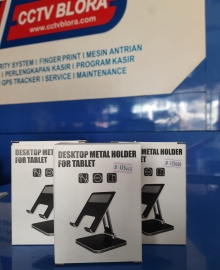 CCTV BLORA
www.cctvblora.com
RITY SYSTEM | FINGER PRINT | MESIN ANTRIAN
| PERLENGKAPAN KASIR | PROGRAM KASIR
GPS TRACKER | SERVICE | MAINTENANCE
DESKTOP METAL HOLDER
FOR TABLET
DESKTOP METAL HOLDER
FOR TABLET
DESKTOP METAL HOLDER
FOR TABLET